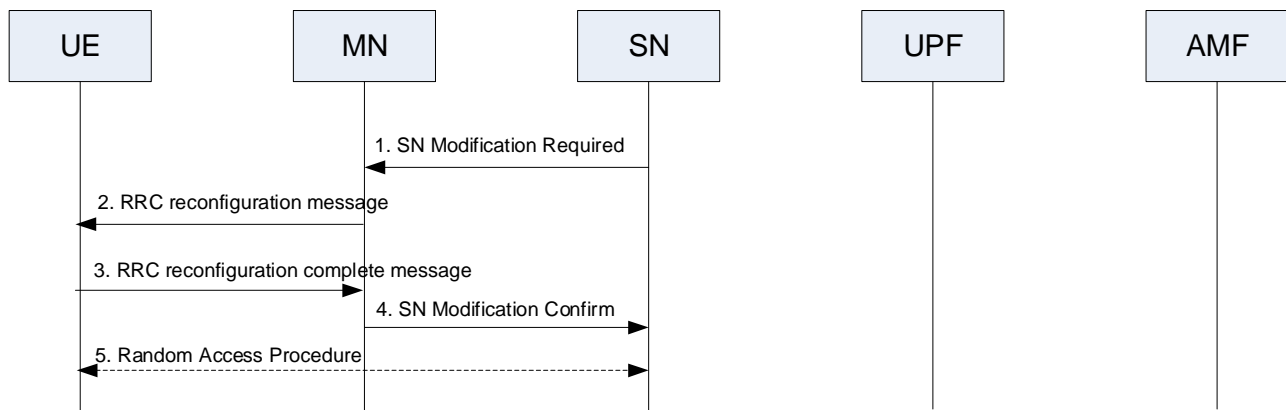 UE
MN
SN
UPF
AMF
1. SN Modification Required
2. RRC reconfiguration message
3. RRC reconfiguration complete message
4. SN Modification Confirm
5. Random Access Procedure